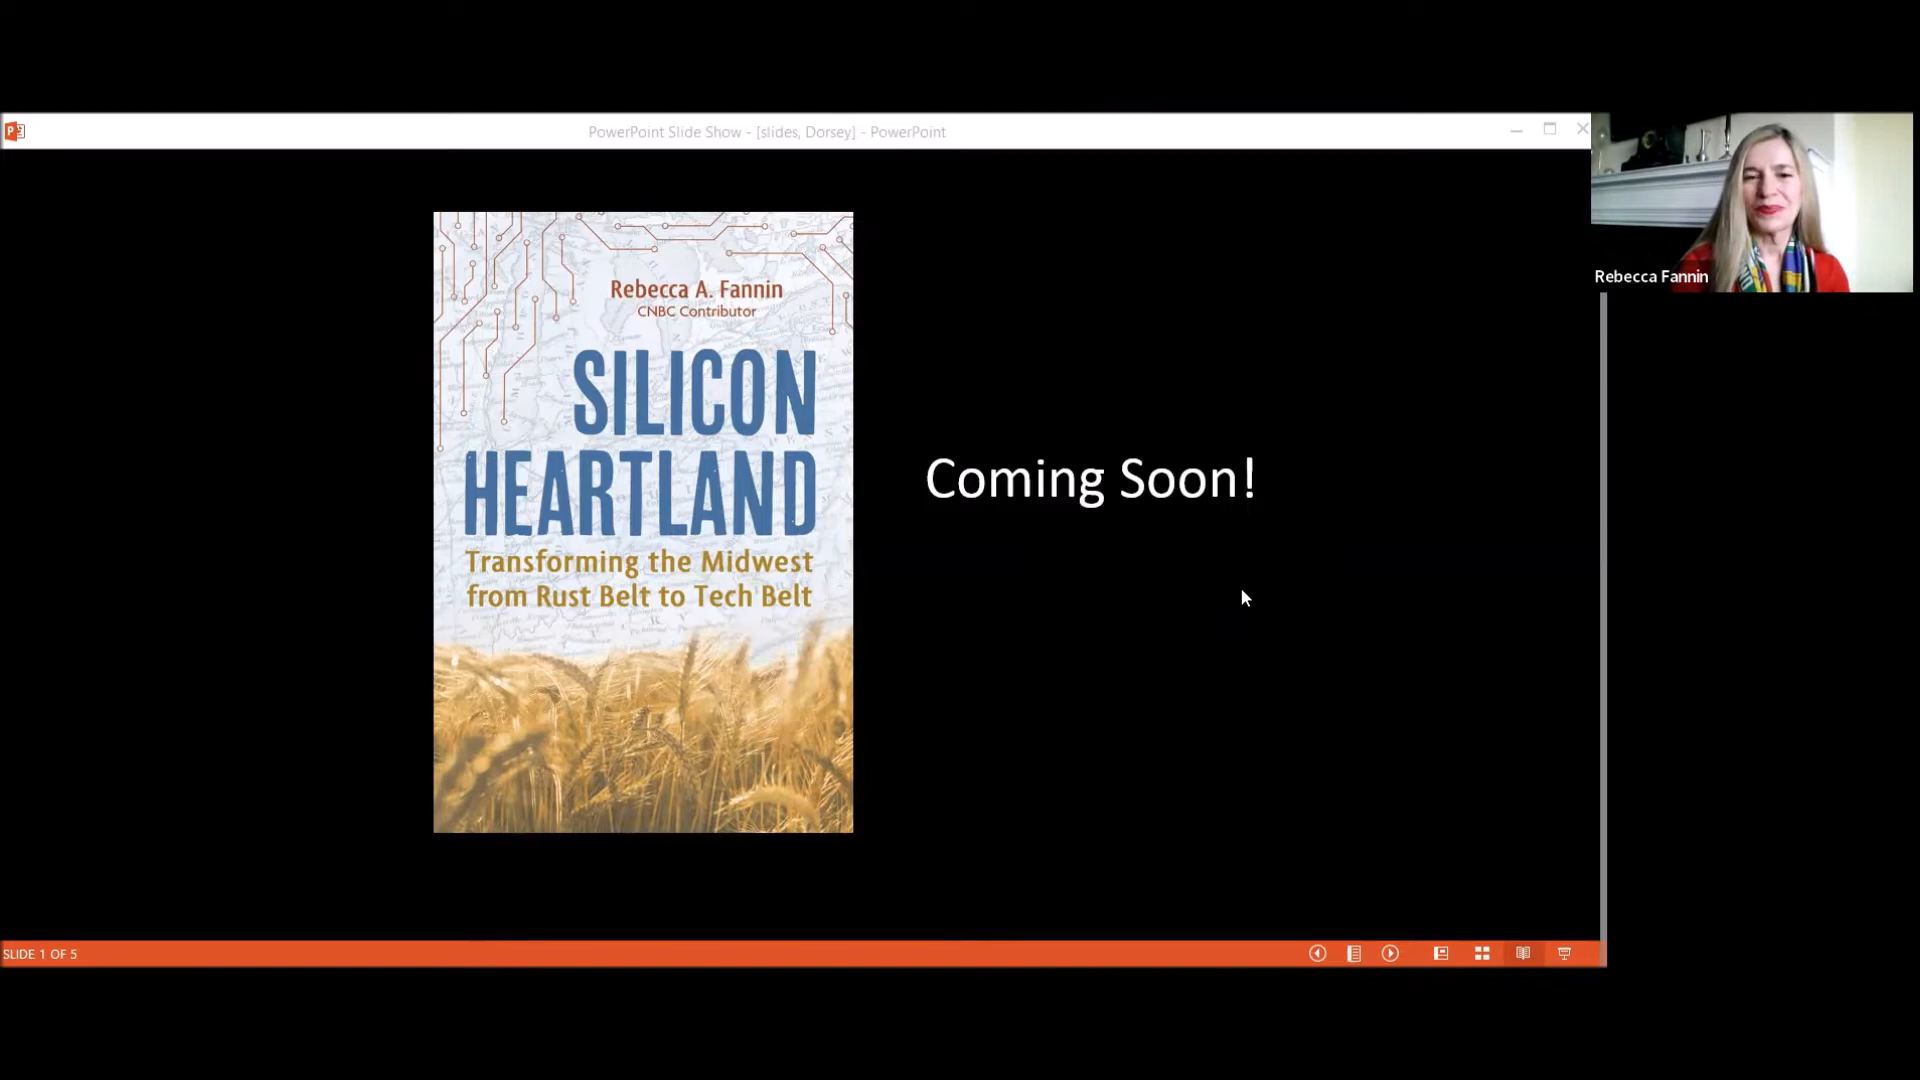 PowerPoint Slide Show - [slides, Dorsey] - PowerPoint
Rebecca Fannin
Rebecca A. Fannin
CNBC Contributor
SILICON
HEARTLAND
Transforming the Midwest
from Rust Belt to Tech Belt
Coming Soon!
SLIDE 1 OF 5